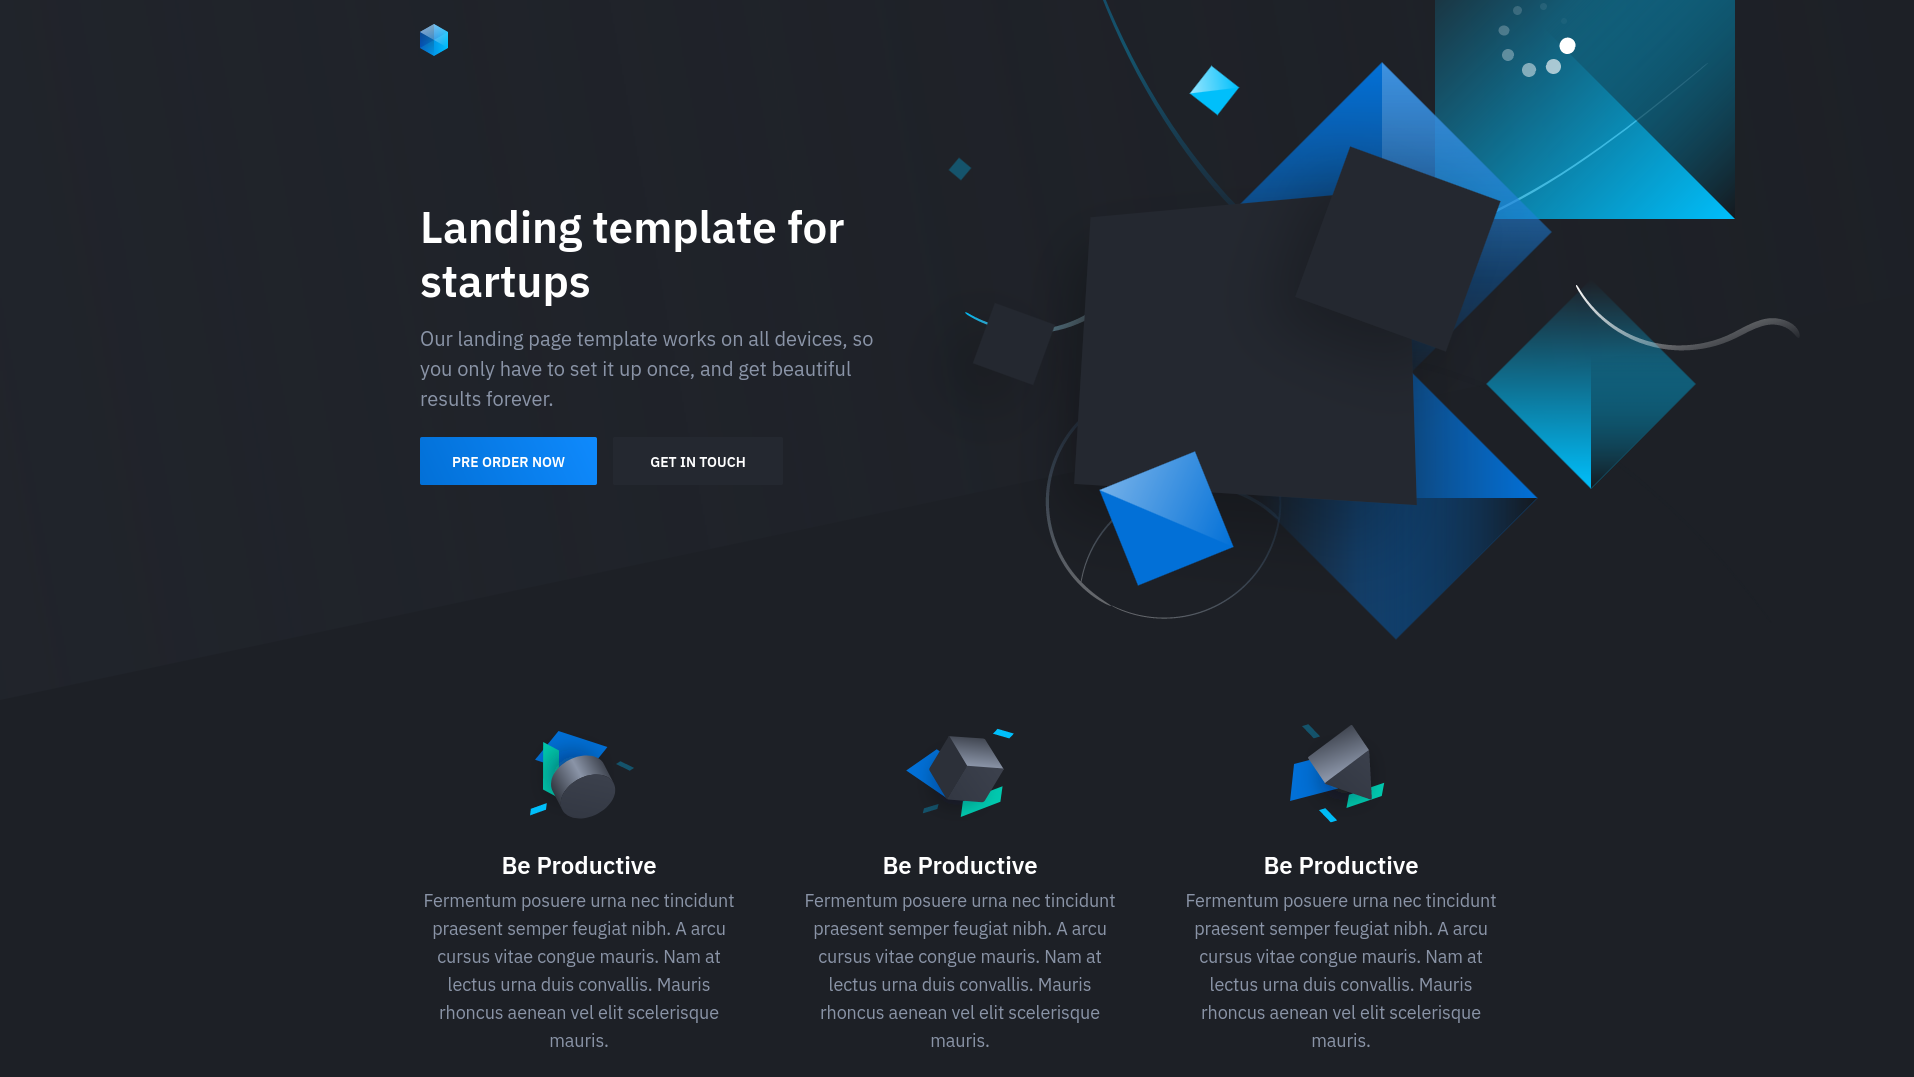 Landing template for
startups
Our landing page template works on all devices, so
you only have to set it up once, and get beautiful
results forever.
PRE ORDER NOW
GET IN TOUCH
Be Productive
Fermentum posuere urna nec tincidunt
praesent semper feugiat nibh. A arcu
cursus vitae congue mauris. Nam at
lectus urna duis convallis. Mauris
rhoncus aenean vel elit scelerisque
mauris.
Be Productive
Fermentum posuere urna nec tincidunt
praesent semper feugiat nibh. A arcu
cursus vitae congue mauris. Nam at
lectus urna duis convallis. Mauris
rhoncus aenean vel elit scelerisque
mauris.
Be Productive
Fermentum posuere urna nec tincidunt
praesent semper feugiat nibh. A arcu
cursus vitae congue mauris. Nam at
lectus urna duis convallis. Mauris
rhoncus aenean vel elit scelerisque
mauris.